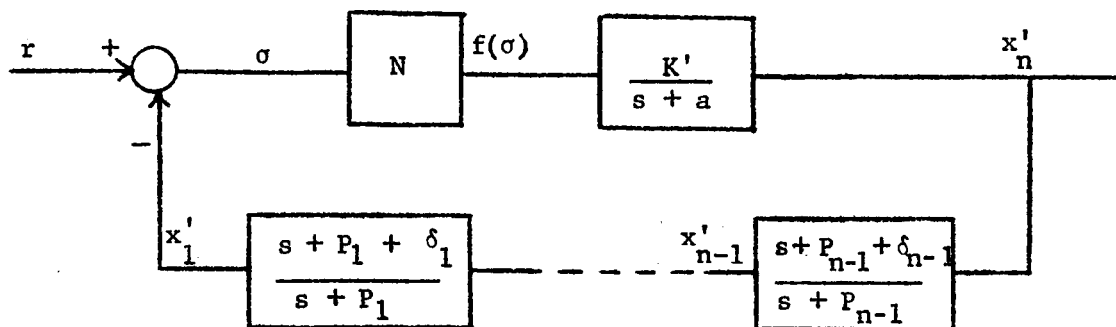 r
+
σ
N
f(σ)
K'
s + a
x'n
−
x'1
s + P1 + δ1
s + P1
x'n-1
s+ Pn-1+δn-1
s + Pn-1